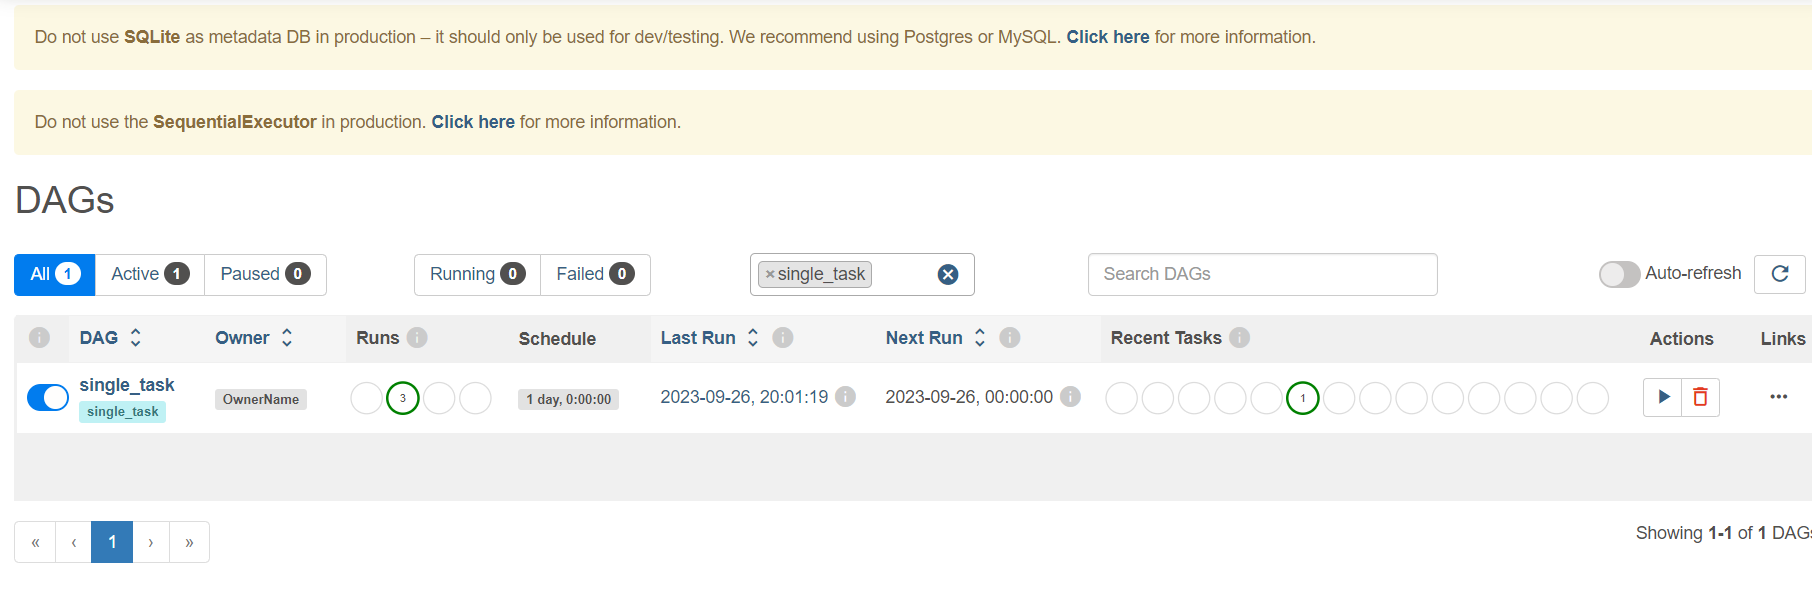 Do not use SQLite as metadata DB in production – it should only be used for dev/testing. We recommend using Postgres or MySQL. Click here for more information.
Do not use the SequentialExecutor in production. Click here for more information.
DAGs
All 1 Active 1 Paused 0 Running 0 Failed 0 × single_task Search DAGs Auto-refresh
i DAG Owner Runs i Schedule Last Run i Next Run i Recent Tasks i Actions Links
single_task
single_task
OwnerName 3 1 day, 0:00:00 2023-09-26, 20:01:19 i 2023-09-26, 00:00:00 i 1 •••
« ‹ 1 › »
Showing 1-1 of 1 DAGs